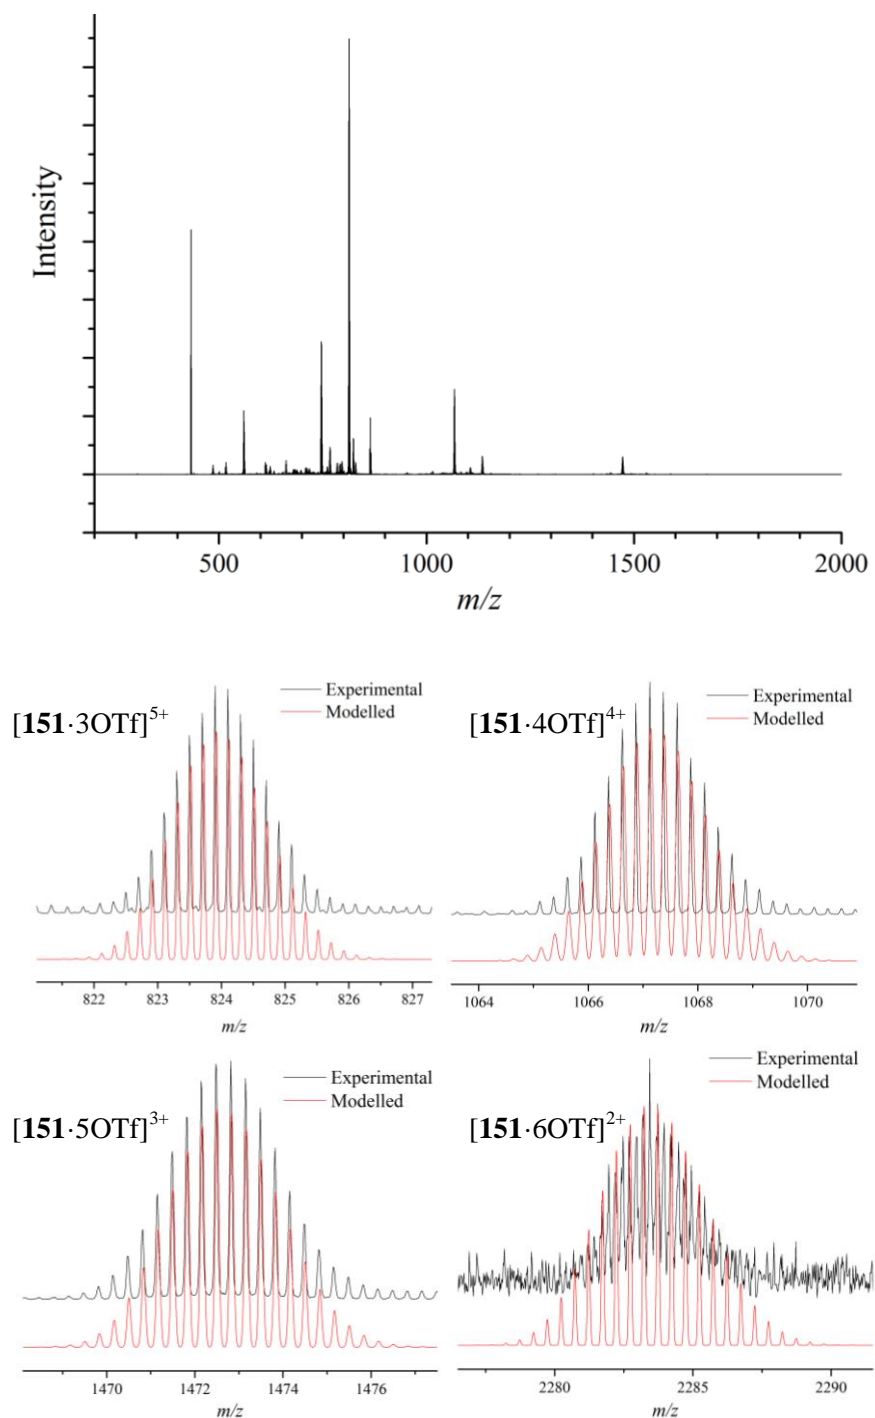 Intensity
500
1000
1500
2000
m/z
[151·3OTf]5+
Experimental
Modelled
822
823
824
825
826
827
m/z
[151·4OTf]4+
Experimental
Modelled
1064
1066
1068
1070
m/z
[151·5OTf]3+
Experimental
Modelled
1470
1472
1474
1476
m/z
[151·6OTf]2+
Experimental
Modelled
2280
2285
2290
m/z